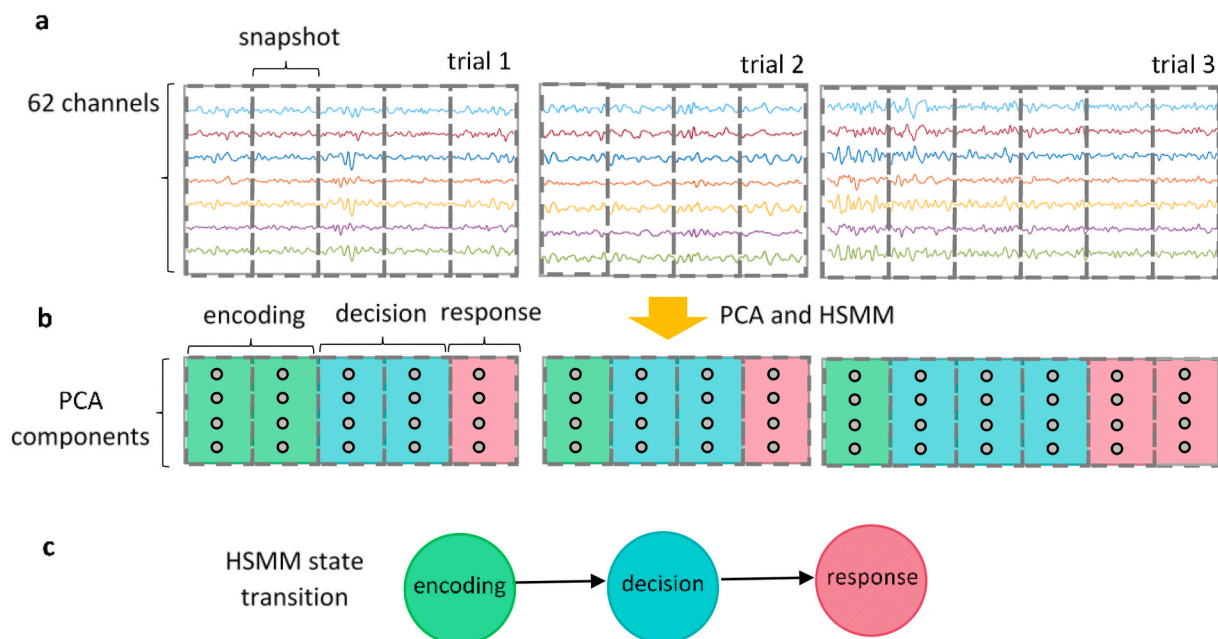 a
snapshot
trial 1
trial 2
trial 3
62 channels
b
encoding
decision
response
PCA and HSMM
PCA
components
c
HSMM state
transition
encoding
decision
response